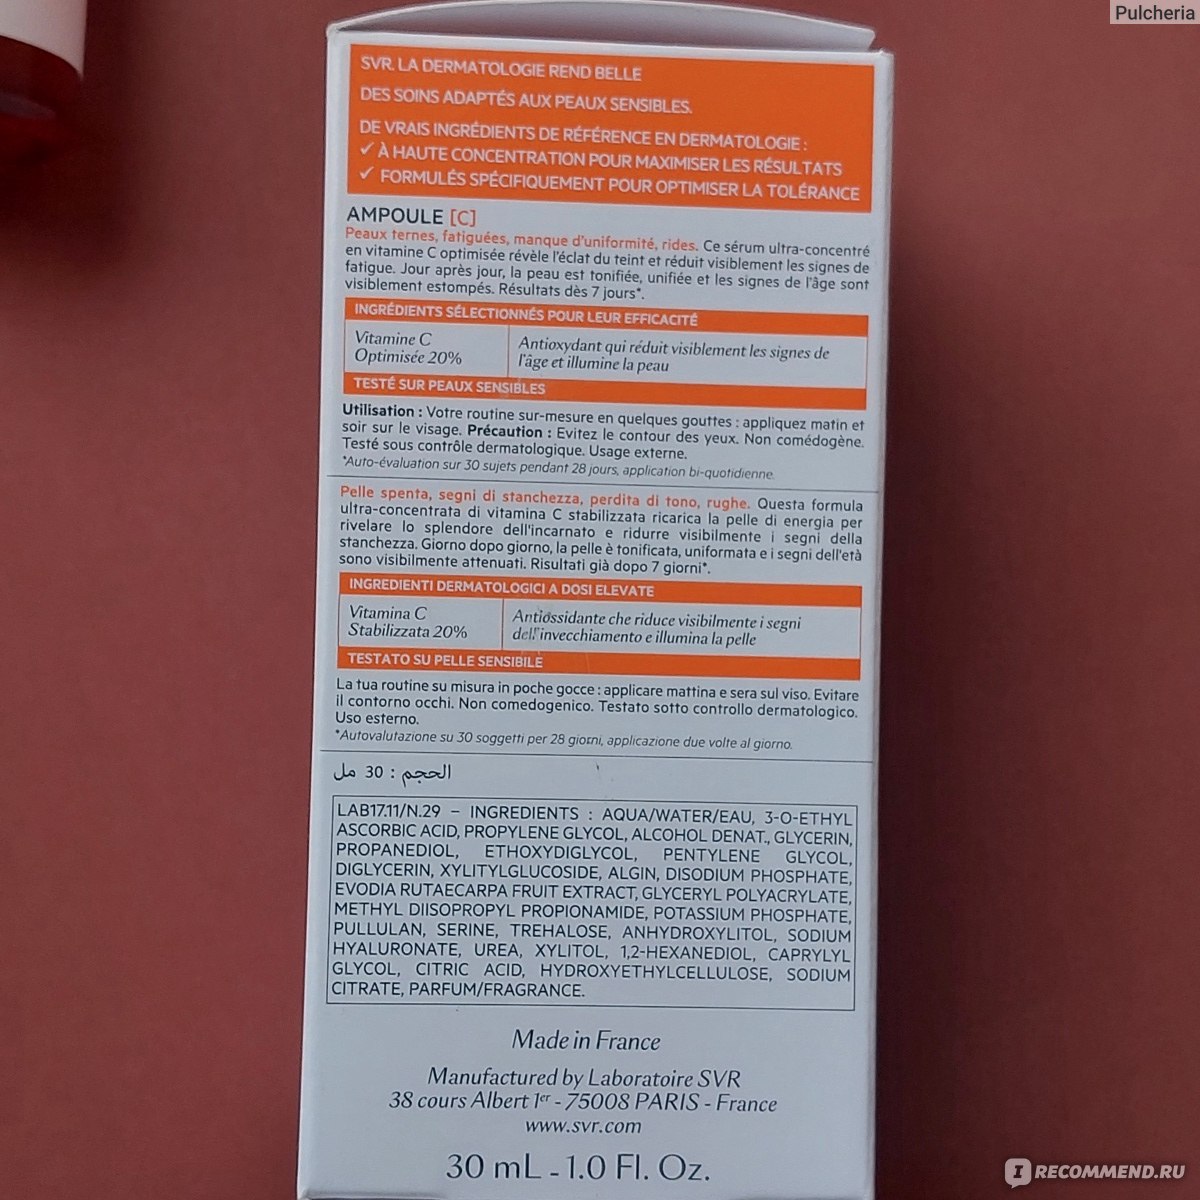 Pulcheria
SVR. LA DERMATOLOGIE REND BELLE
DES SOINS ADAPTÉS AUX PEAUX SENSIBLES.
DE VRAIS INGRÉDIENTS DE RÉFÉRENCE EN DERMATOLOGIE :
✓ À HAUTE CONCENTRATION POUR MAXIMISER LES RÉSULTATS
✓ FORMULÉS SPÉCIFIQUEMENT POUR OPTIMISER LA TOLÉRANCE
AMPOULE [C]
Peaux ternes, fatiguées, manque d'uniformité, rides. Ce sérum ultra-concentré
en vitamine C optimisée révèle l'éclat du teint et réduit visiblement les signes de
fatigue. Jour après jour, la peau est tonifiée, unifiée et les signes de l'âge sont
visiblement estompés. Résultats dès 7 jours*.
INGRÉDIENTS SÉLECTIONNÉS POUR LEUR EFFICACITÉ
Vitamine C
Optimisée 20%
Antioxydant qui réduit visiblement les signes de
l'âge et illumine la peau
TESTÉ SUR PEAUX SENSIBLES
Utilisation : Votre routine sur-mesure en quelques gouttes : appliquez matin et
soir sur le visage. Précaution : Evitez le contour des yeux. Non comédogène.
Testé sous contrôle dermatologique. Usage externe.
*Auto-évaluation sur 30 sujets pendant 28 jours, application bi-quotidienne.
Pelle spenta, segni di stanchezza, perdita di tono, rughe. Questa formula
ultra-concentrata di vitamina C stabilizzata ricarica la pelle di energia per
rivelare lo splendore dell'incarnato e ridurre visibilmente i segni della
stanchezza. Giorno dopo giorno, la pelle è tonificata, uniformata e i segni dell'età
sono visibilmente attenuati. Risultati già dopo 7 giorni*.
INGREDIENTI DERMATOLOGICI A DOSI ELEVATE
Vitamina C
Stabilizzata 20%
Antiossidante che riduce visibilmente i segni
dell'invecchiamento e illumina la pelle
TESTATO SU PELLE SENSIBILE
La tua routine su misura in poche gocce : applicare mattina e sera sul viso. Evitare
il contorno occhi. Non comedogenico. Testato sotto controllo dermatologico.
Uso esterno.
*Autovalutazione su 30 soggetti per 28 giorni, applicazione due volte al giorno.
الحجم : 30 مل
LAB17.11/N.29 – INGREDIENTS : AQUA/WATER/EAU, 3-O-ETHYL
ASCORBIC ACID, PROPYLENE GLYCOL, ALCOHOL DENAT., GLYCERIN,
PROPANEDIOL, ETHOXYDIGLYCOL, PENTYLENE GLYCOL,
DIGLYCERIN, XYLITYLGLUCOSIDE, ALGIN, DISODIUM PHOSPHATE,
EVODIA RUTAECARPA FRUIT EXTRACT, GLYCERYL POLYACRYLATE,
METHYL DIISOPROPYL PROPIONAMIDE, POTASSIUM PHOSPHATE,
PULLULAN, SERINE, TREHALOSE, ANHYDROXYLITOL, SODIUM
HYALURONATE, UREA, XYLITOL, 1,2-HEXANEDIOL, CAPRYLYL
GLYCOL, CITRIC ACID, HYDROXYETHYLCELLULOSE, SODIUM
CITRATE, PARFUM/FRAGRANCE.
Made in France
Manufactured by Laboratoire SVR
38 cours Albert 1er - 75008 PARIS - France
www.svr.com
30 mL - 1.0 Fl. Oz.
IRECOMMEND.RU